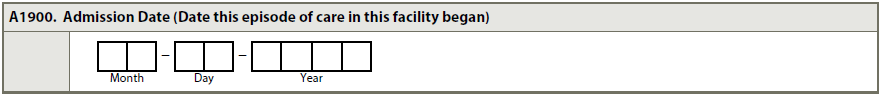 A1900. Admission Date (Date this episode of care in this facility began)
– –
Month Day Year